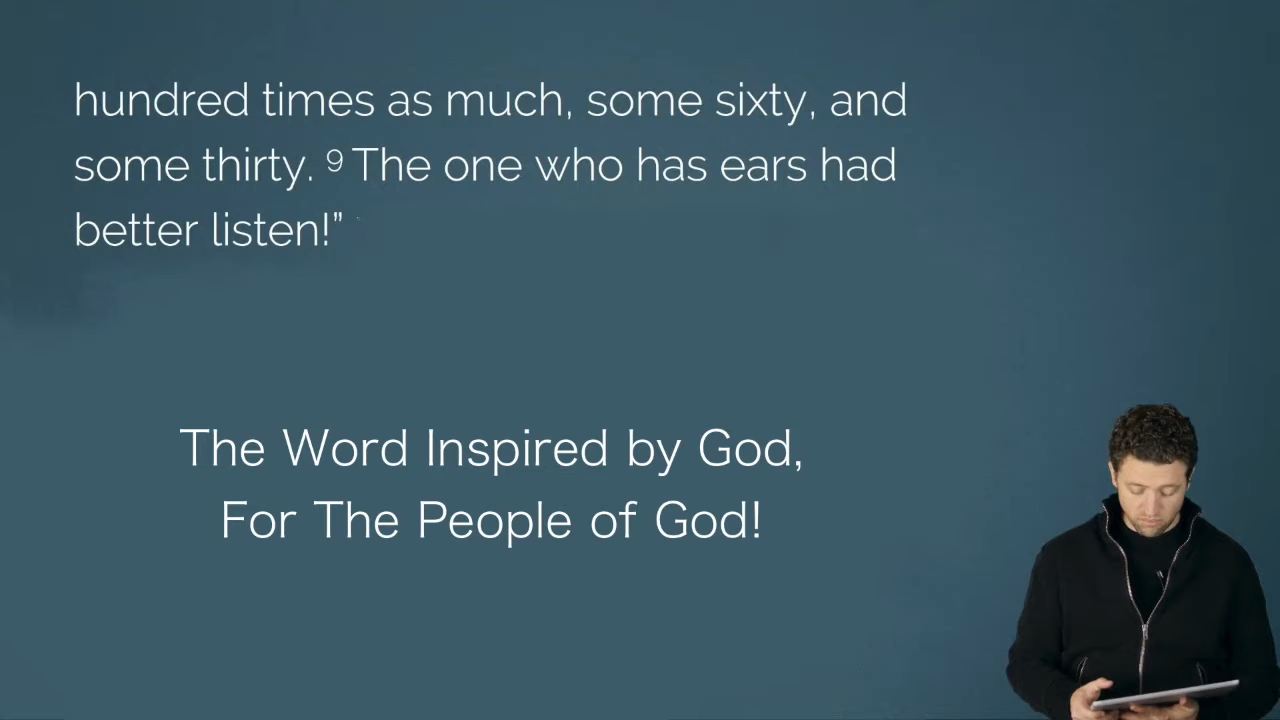 hundred times as much, some sixty, and
some thirty. ⁹ The one who has ears had
better listen!”
The Word Inspired by God,
For The People of God!